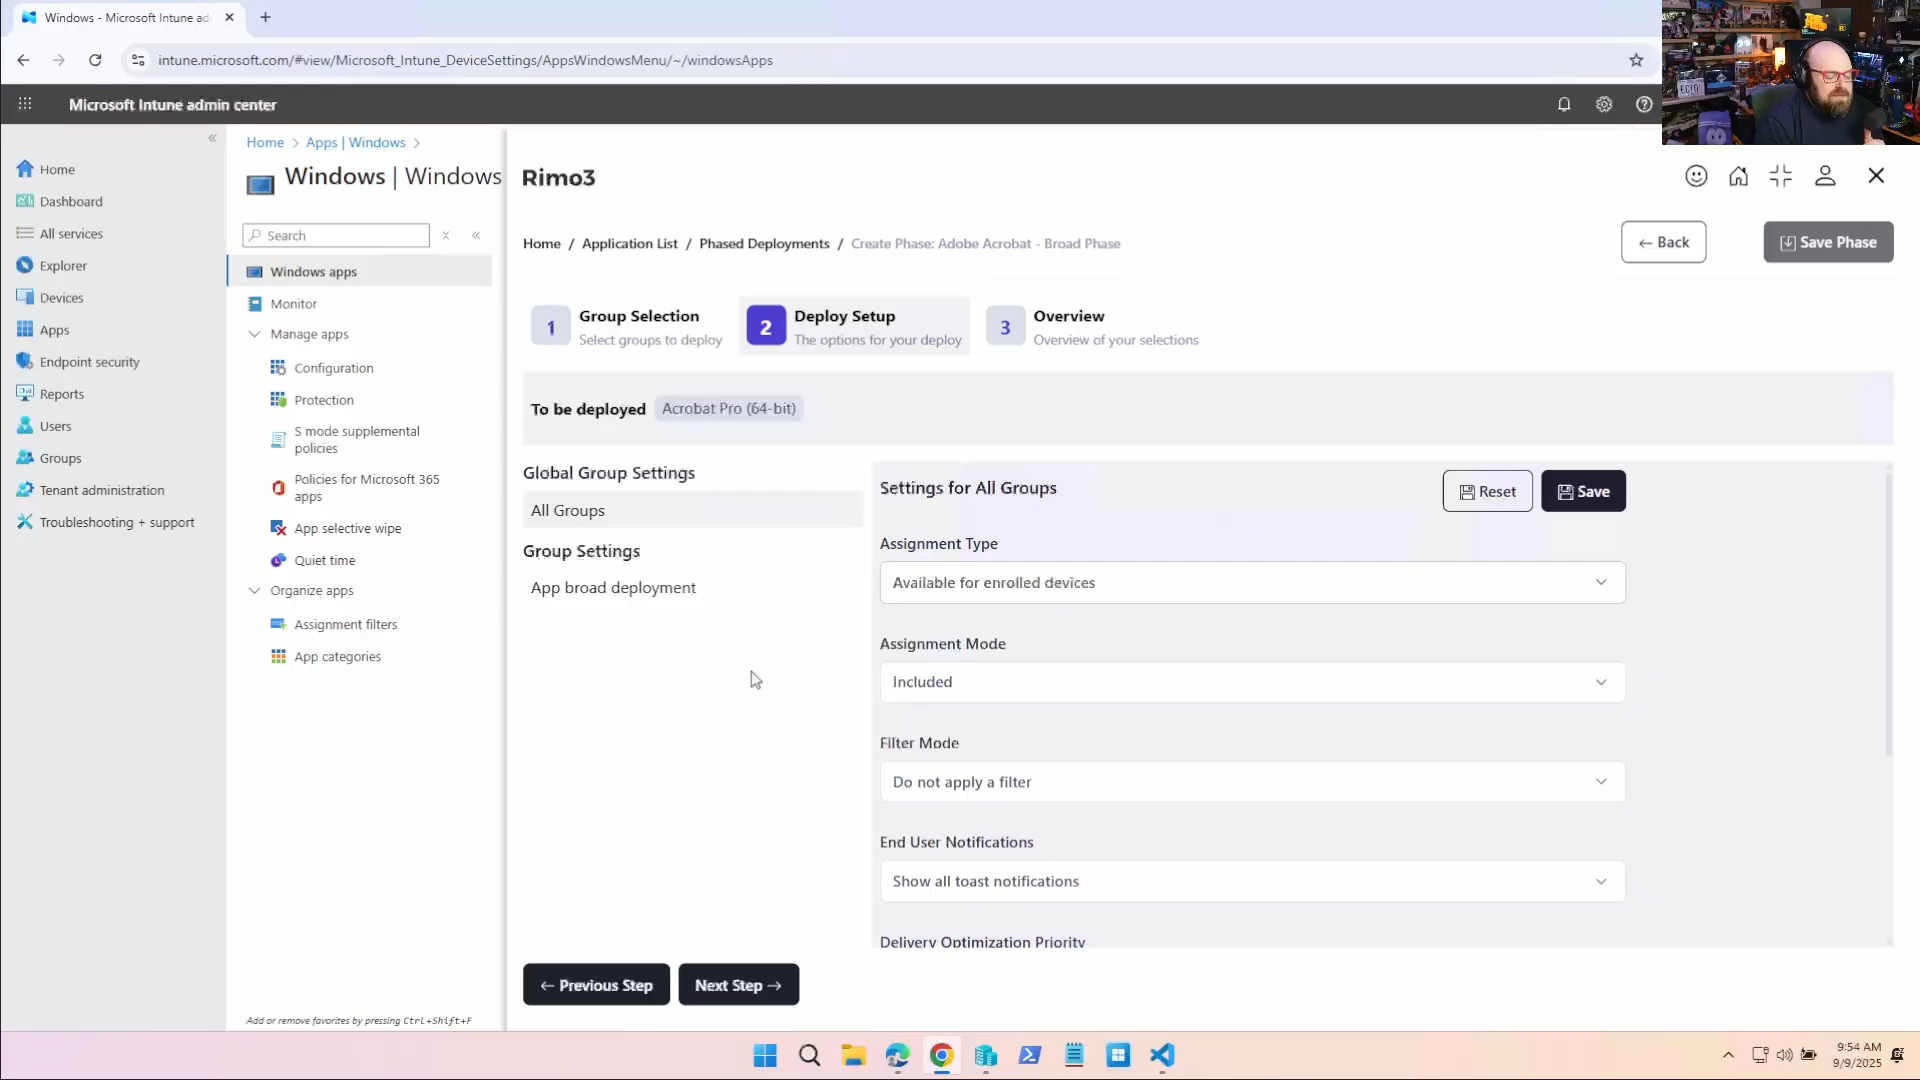 Windows - Microsoft Intune ad
intune.microsoft.com/#view/Microsoft_Intune_DeviceSettings/AppsWindowsMenu/~/windowsApps
Microsoft Intune admin center
Home
Dashboard
All services
Explorer
Devices
Apps
Endpoint security
Reports
Users
Groups
Tenant administration
Troubleshooting + support
Home > Apps | Windows >
Windows | Windows
Search
Windows apps
Monitor
Manage apps
Configuration
Protection
S mode supplemental
policies
Policies for Microsoft 365
apps
App selective wipe
Quiet time
Organize apps
Assignment filters
App categories
Add or remove favorites by pressing Ctrl+Shift+F
Rimo3
Home / Application List / Phased Deployments / Create Phase: Adobe Acrobat - Broad Phase
← Back
Save Phase
1
Group Selection
Select groups to deploy
2
Deploy Setup
The options for your deploy
3
Overview
Overview of your selections
To be deployed
Acrobat Pro (64-bit)
Global Group Settings
All Groups
Group Settings
App broad deployment
Settings for All Groups
Reset
Save
Assignment Type
Available for enrolled devices
Assignment Mode
Included
Filter Mode
Do not apply a filter
End User Notifications
Show all toast notifications
Delivery Optimization Priority
← Previous Step
Next Step →
9:54 AM
9/9/2025